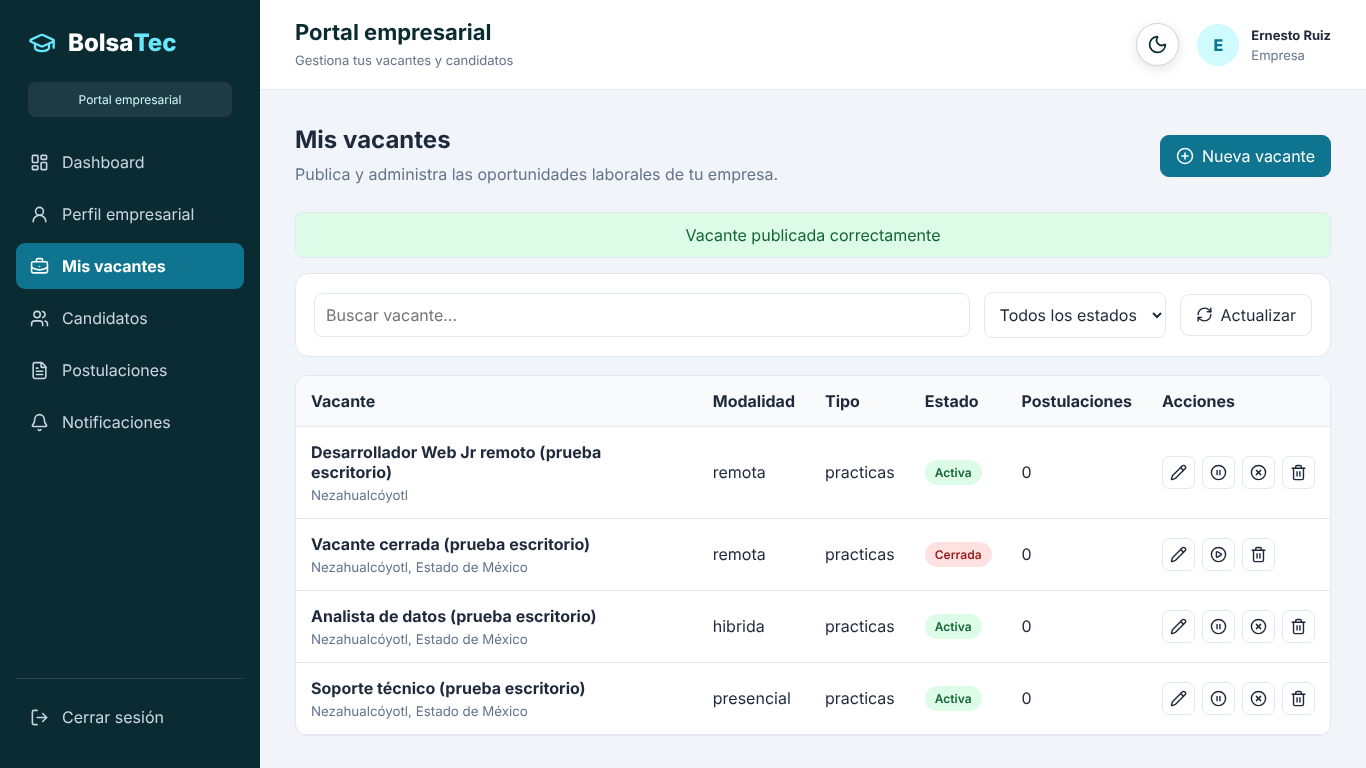 BolsaTec
Portal empresarial
Dashboard
Perfil empresarial
Mis vacantes
Candidatos
Postulaciones
Notificaciones
Cerrar sesión
Portal empresarial
Gestiona tus vacantes y candidatos
E
Ernesto Ruiz
Empresa
Mis vacantes
Publica y administra las oportunidades laborales de tu empresa.
Nueva vacante
Vacante publicada correctamente
Buscar vacante...
Todos los estados
Actualizar
Vacante Modalidad Tipo Estado Postulaciones Acciones
Desarrollador Web Jr remoto (prueba
escritorio)
Nezahualcóyotl
remota practicas Activa 0
Vacante cerrada (prueba escritorio)
Nezahualcóyotl, Estado de México
remota practicas Cerrada 0
Analista de datos (prueba escritorio)
Nezahualcóyotl, Estado de México
hibrida practicas Activa 0
Soporte técnico (prueba escritorio)
Nezahualcóyotl, Estado de México
presencial practicas Activa 0